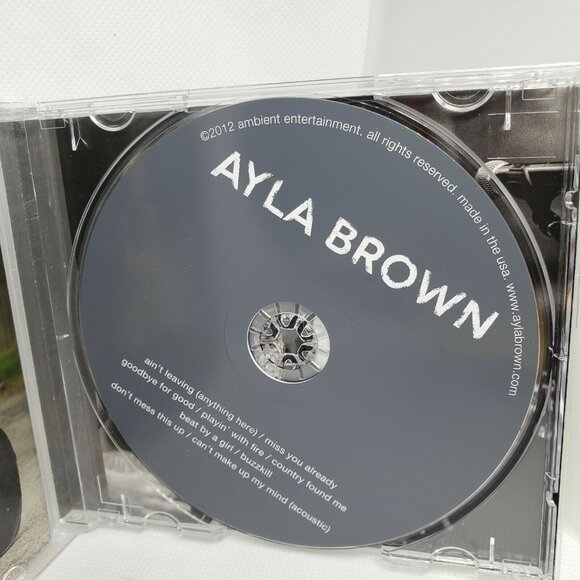 ©2012 ambient entertainment. all rights reserved. made in the usa. www.aylabrown.com
AYLA BROWN
ain't leaving (anything here) / miss you already
goodbye for good / playin' with fire / country found me
beat by a girl / buzzkill
don't mess this up / can't make up my mind (acoustic)